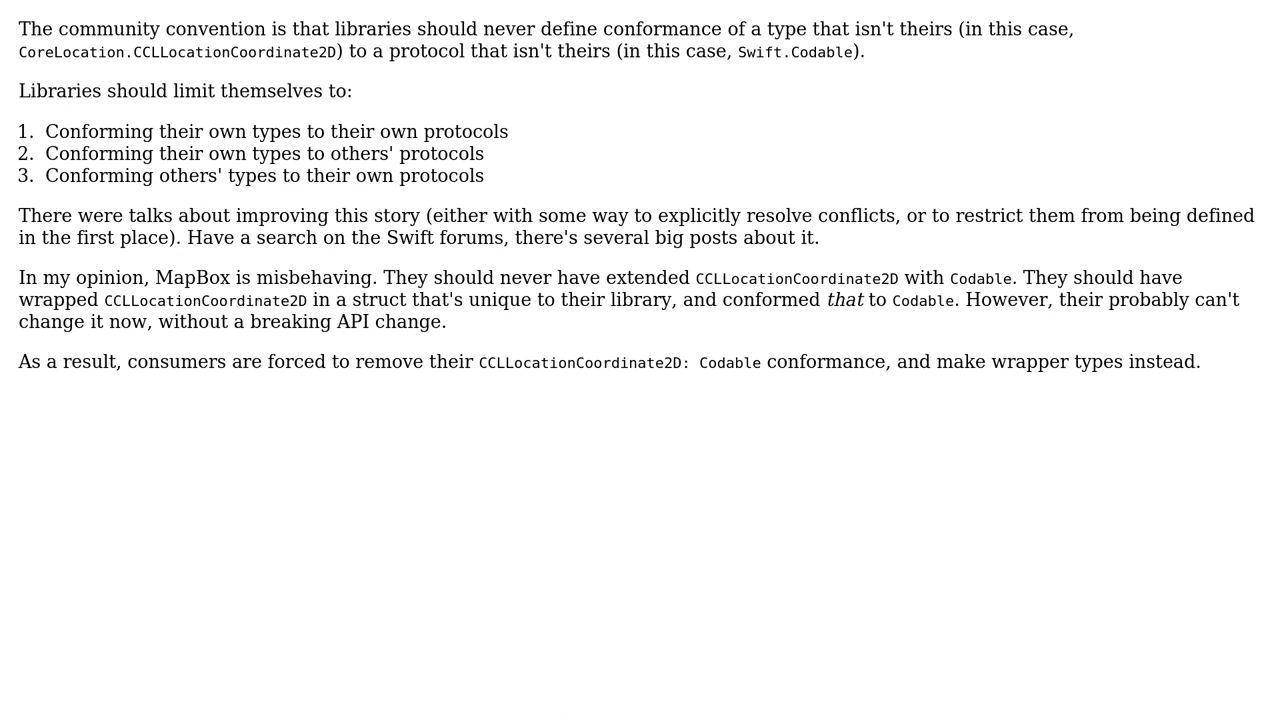 The community convention is that libraries should never define conformance of a type that isn't theirs (in this case,
CoreLocation.CCLLocationCoordinate2D) to a protocol that isn't theirs (in this case, Swift.Codable).
Libraries should limit themselves to:
1. Conforming their own types to their own protocols
2. Conforming their own types to others' protocols
3. Conforming others' types to their own protocols
There were talks about improving this story (either with some way to explicitly resolve conflicts, or to restrict them from being defined
in the first place). Have a search on the Swift forums, there's several big posts about it.
In my opinion, MapBox is misbehaving. They should never have extended CCLLocationCoordinate2D with Codable. They should have
wrapped CCLLocationCoordinate2D in a struct that's unique to their library, and conformed that to Codable. However, their probably can't
change it now, without a breaking API change.
As a result, consumers are forced to remove their CCLLocationCoordinate2D: Codable conformance, and make wrapper types instead.